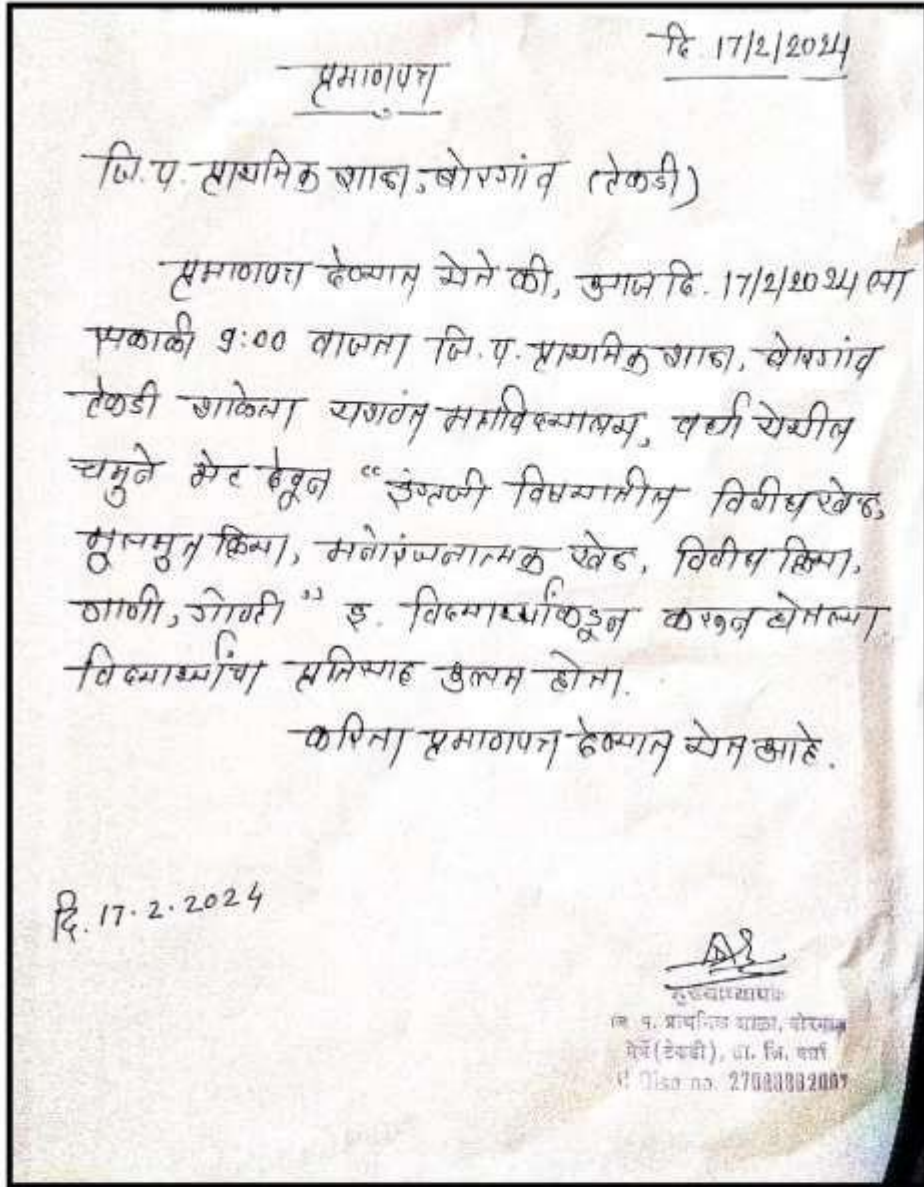 दि. 17/2/2024
प्रमाणपत्र
जि. प. प्राथमिक शाळा, बोरगांव (टेकडी)
प्रमाणपत्र देण्यात येते की, आज दि. 17/2/2024 ला
सकाळी 9:00 वाजता जि. प. प्राथमिक शाळा, बोरगांव
टेकडी शाळेला यशवंत महाविद्यालय, वर्धा येथील
चमुने भेट देवून “इंग्रजी विषयातील विवीध खेळ,
मुलभुत क्रिया, मनोरंजनात्मक खेळ, विवीध क्रिया,
गाणी, गोष्टी” इ. विद्यार्थ्यांकडून करून घेतल्या
विद्यार्थ्यांचा प्रतिसाद उत्तम होता.
करिता प्रमाणपत्र देण्यात येत आहे.
दि. 17.2.2024
मुख्याध्यापक
प. प्राथमिक शाळा, बोरगांव
मेघे (टेकडी), ता. जि. वर्धा